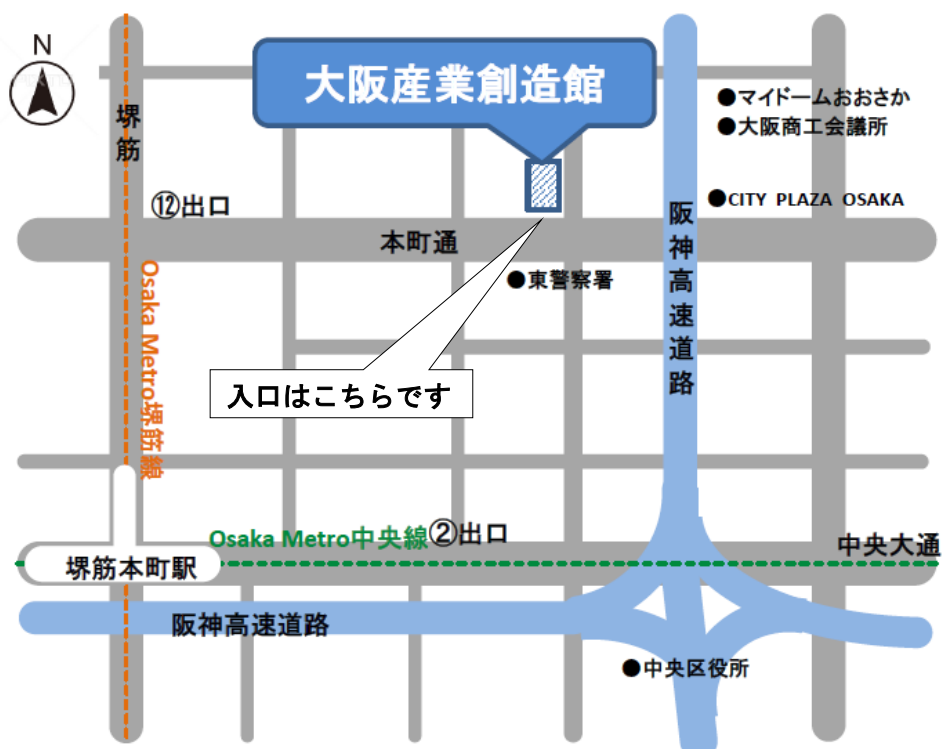 N
大阪産業創造館
堺筋
●マイドームおおさか
●大阪商工会議所
⑫出口
●CITY PLAZA OSAKA
阪神高速道路
本町通
●東警察署
Osaka Metro堺筋線
入口はこちらです
Osaka Metro中央線②出口
中央大通
堺筋本町駅
阪神高速道路
●中央区役所